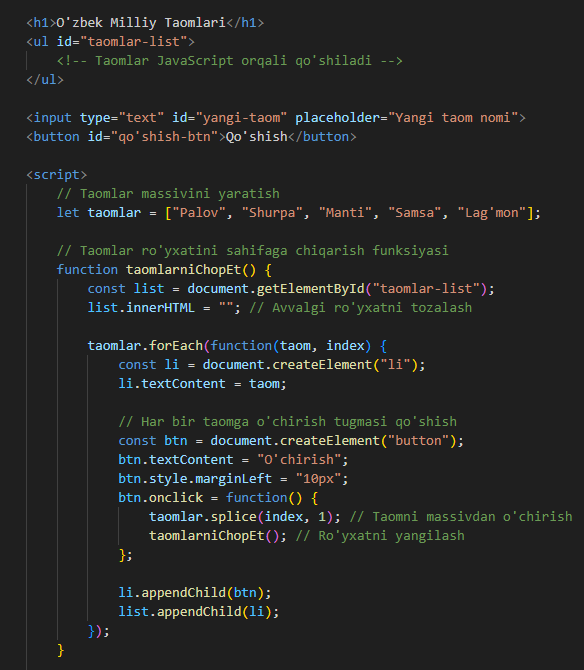 <h1>O'zbek Milliy Taomlari</h1>
<ul id="taomlar-list">
    <!-- Taomlar JavaScript orqali qo'shiladi -->
</ul>

<input type="text" id="yangi-taom" placeholder="Yangi taom nomi">
<button id="qo'shish-btn">Qo'shish</button>

<script>
    // Taomlar massivini yaratish
    let taomlar = ["Palov", "Shurpa", "Manti", "Samsa", "Lag'mon"];

    // Taomlar ro'yxatini sahifaga chiqarish funksiyasi
    function taomlarniChopEt() {
        const list = document.getElementById("taomlar-list");
        list.innerHTML = ""; // Avvalgi ro'yxatni tozalash

        taomlar.forEach(function(taom, index) {
            const li = document.createElement("li");
            li.textContent = taom;

            // Har bir taomga o'chirish tugmasi qo'shish
            const btn = document.createElement("button");
            btn.textContent = "O'chirish";
            btn.style.marginLeft = "10px";
            btn.onclick = function() {
                taomlar.splice(index, 1); // Taomni massivdan o'chirish
                taomlarniChopEt(); // Ro'yxatni yangilash
            };

            li.appendChild(btn);
            list.appendChild(li);
        });
    }